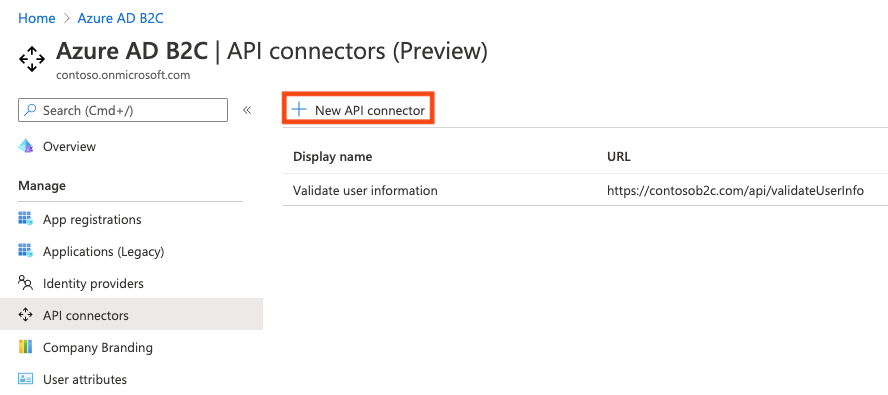 Home > Azure AD B2C
Azure AD B2C | API connectors (Preview)
contoso.onmicrosoft.com
Search (Cmd+/)
«
New API connector
Overview
Display name URL
Manage
Validate user information https://contosob2c.com/api/validateUserInfo
App registrations
Applications (Legacy)
Identity providers
API connectors
Company Branding
User attributes